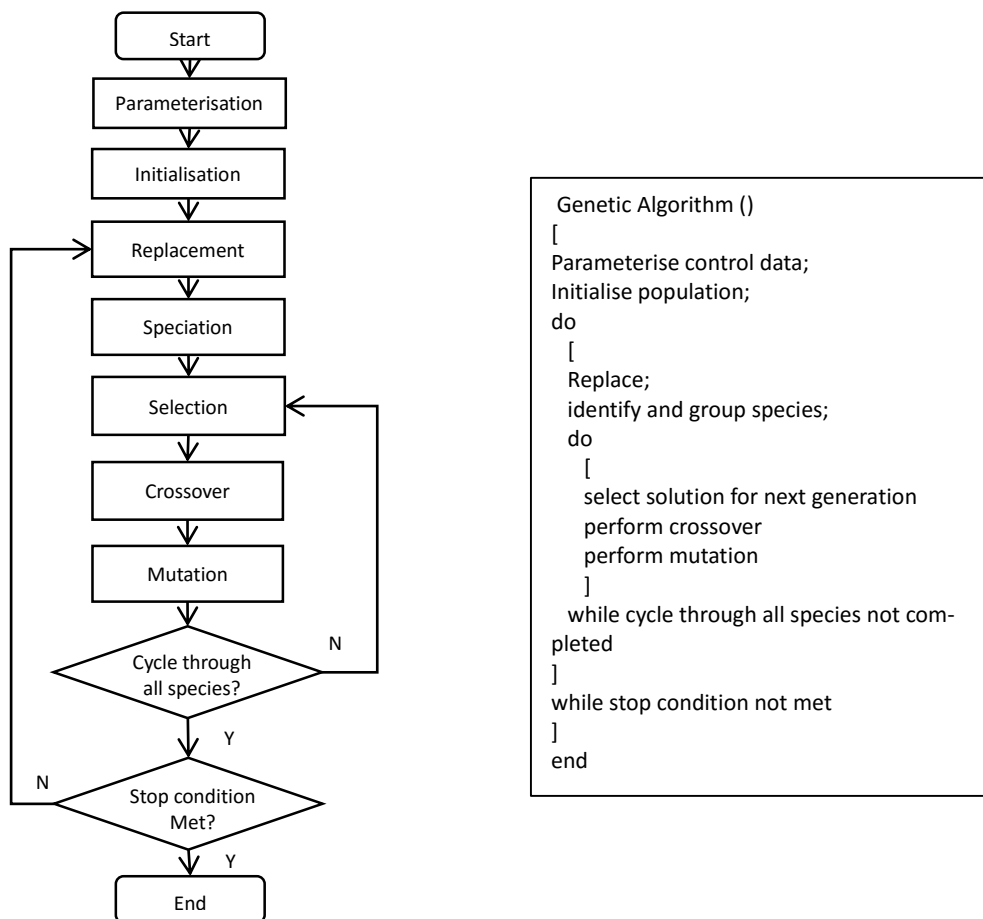 Start
Parameterisation
Initialisation
Replacement
Speciation
Selection
Crossover
Mutation
Cycle through
all species?
N
Y
Stop condition
Met?
N
Y
End
Genetic Algorithm ()
[
Parameterise control data;
Initialise population;
do
[
Replace;
identify and group species;
do
[
select solution for next generation
perform crossover
perform mutation
]
while cycle through all species not com-
pleted
]
while stop condition not met
]
end